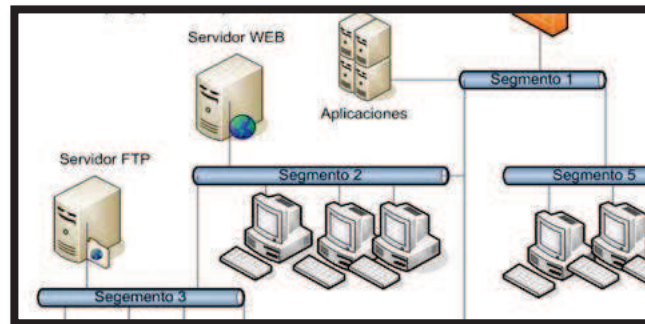 Servidor WEB
Aplicaciones
Segmento 1
Servidor FTP
Segmento 2
Segmento 5
Segemento 3